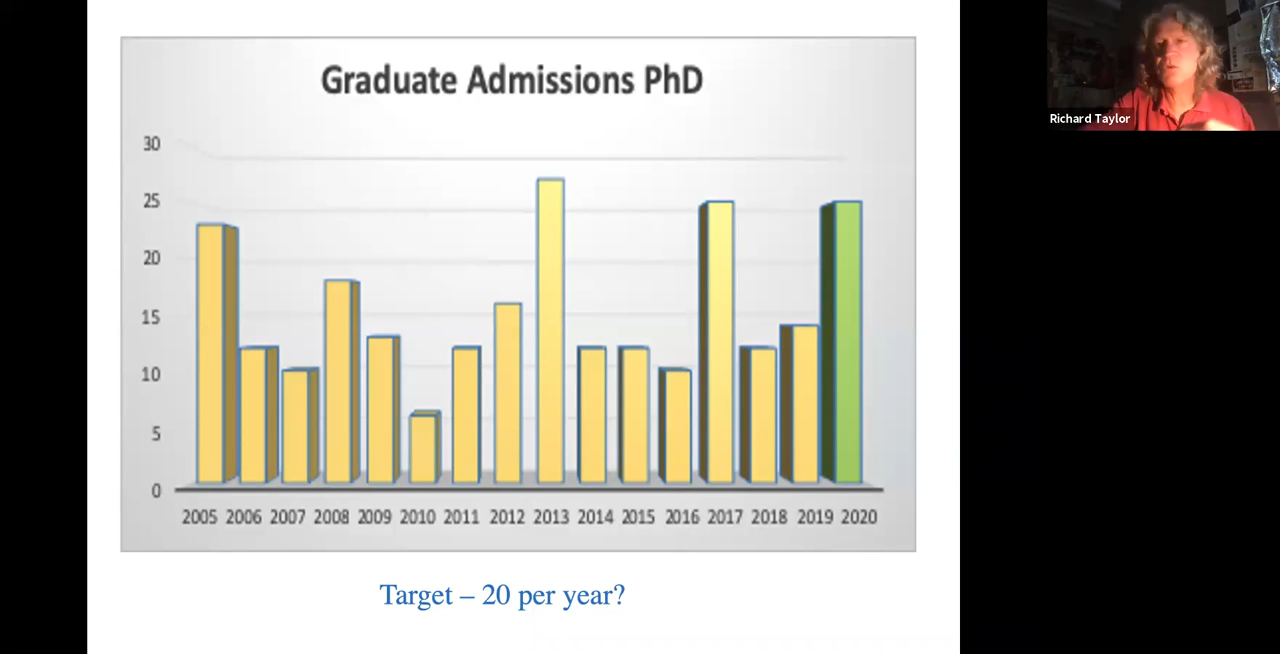 Graduate Admissions PhD
30
25
20
15
10
5
0
2005 2006 2007 2008 2009 2010 2011 2012 2013 2014 2015 2016 2017 2018 2019 2020
Target – 20 per year?
Richard Taylor